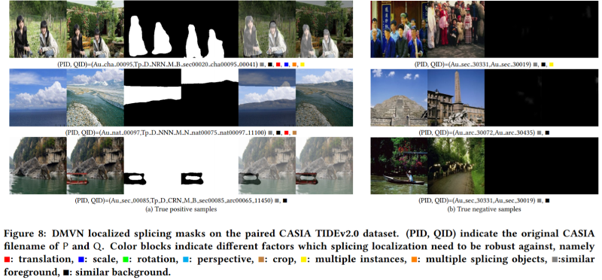 (PID, QID)=(Au_cha_00095,Tp_D_NRN_M_B_sec00020_cha00095_00041)
(PID, QID)=(Au_sec_30331,Au_sec_30019)
(PID, QID)=(Au_nat_00097,Tp_D_NNN_M_N_nat00075_nat00097_11100)
(PID, QID)=(Au_arc_30072,Au_arc_30435)
(PID, QID)=(Au_sec_00085,Tp_D_CRN_M_B_sec00085_arc00065_11450)
(PID, QID)=(Au_sec_30331,Au_sec_30019)
(a) True positive samples
(b) True negative samples
Figure 8: DMVN localized splicing masks on the paired CASIA TIDEv2.0 dataset. (PID, QID) indicate the original CASIA
filename of P and Q. Color blocks indicate different factors which splicing localization need to be robust against, namely
: translation, : scale, : rotation, : perspective, : crop, : multiple instances, : multiple splicing objects, :similar
foreground, : similar background.